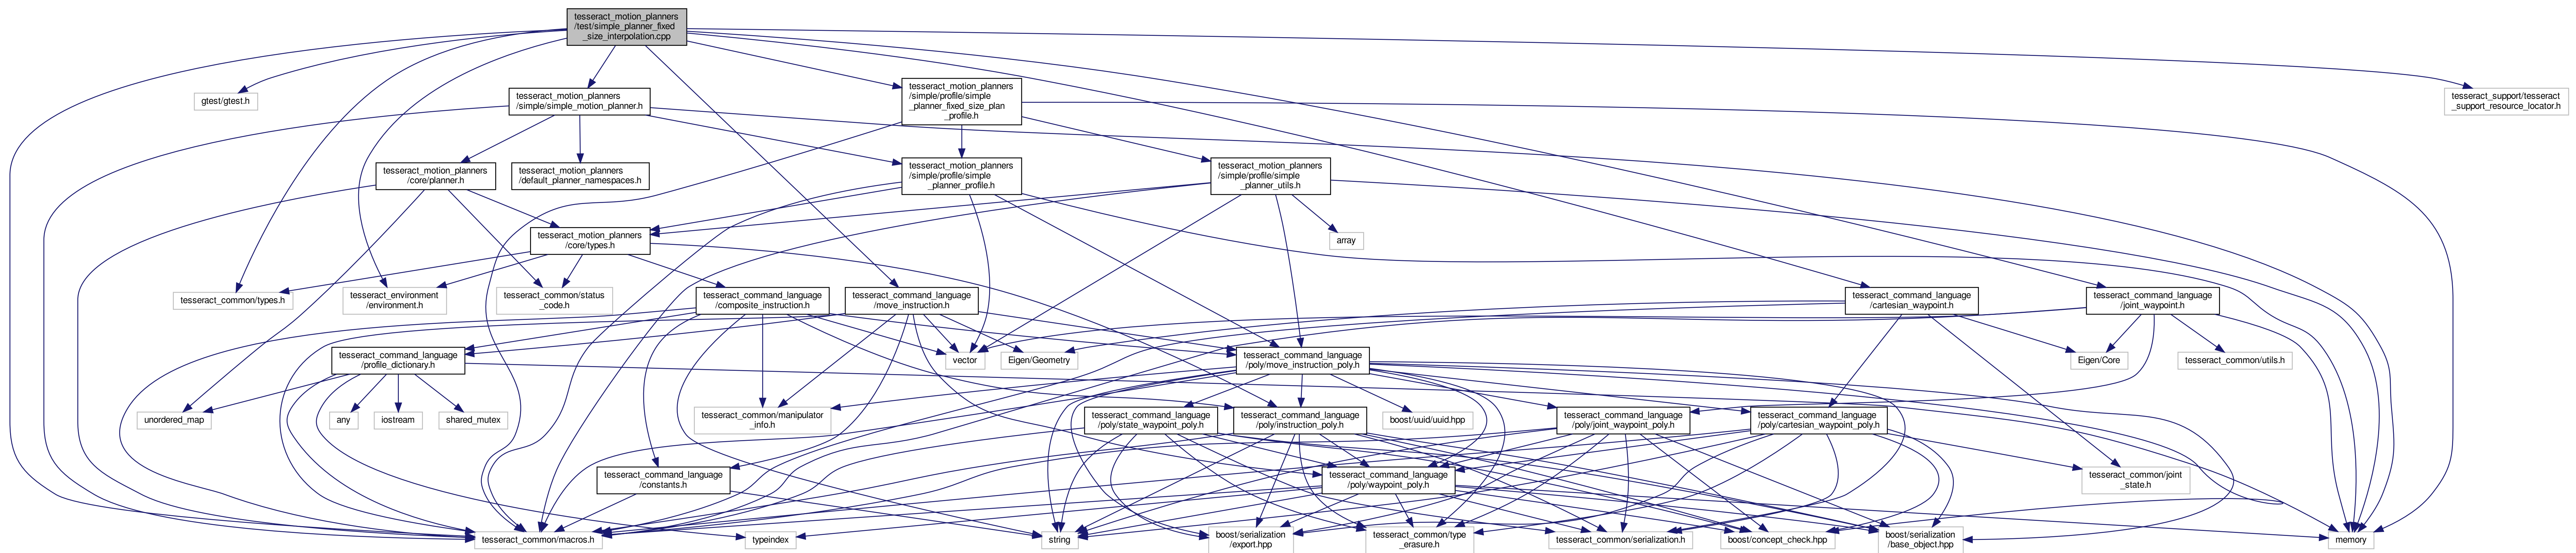 tesseract_motion_planners
/test/simple_planner_fixed
_size_interpolation.cpp
gtest/gtest.h
tesseract_motion_planners
/simple/simple_motion_planner.h
tesseract_motion_planners
/simple/profile/simple
_planner_fixed_size_plan
_profile.h
tesseract_support/tesseract
_support_resource_locator.h
tesseract_motion_planners
/core/planner.h
tesseract_motion_planners
/default_planner_namespaces.h
tesseract_motion_planners
/simple/profile/simple
_planner_profile.h
tesseract_motion_planners
/simple/profile/simple
_planner_utils.h
tesseract_motion_planners
/core/types.h
array
tesseract_common/types.h
tesseract_environment
/environment.h
tesseract_common/status
_code.h
tesseract_command_language
/composite_instruction.h
tesseract_command_language
/move_instruction.h
tesseract_command_language
/cartesian_waypoint.h
tesseract_command_language
/joint_waypoint.h
tesseract_command_language
/profile_dictionary.h
vector
Eigen/Geometry
tesseract_command_language
/poly/move_instruction_poly.h
Eigen/Core
tesseract_common/utils.h
unordered_map
any
iostream
shared_mutex
tesseract_common/manipulator
_info.h
tesseract_command_language
/poly/state_waypoint_poly.h
tesseract_command_language
/poly/instruction_poly.h
boost/uuid/uuid.hpp
tesseract_command_language
/poly/joint_waypoint_poly.h
tesseract_command_language
/poly/cartesian_waypoint_poly.h
tesseract_command_language
/constants.h
tesseract_command_language
/poly/waypoint_poly.h
tesseract_common/joint
_state.h
tesseract_common/macros.h
typeindex
string
boost/serialization
/export.hpp
tesseract_common/type
_erasure.h
tesseract_common/serialization.h
boost/concept_check.hpp
boost/serialization
/base_object.hpp
memory